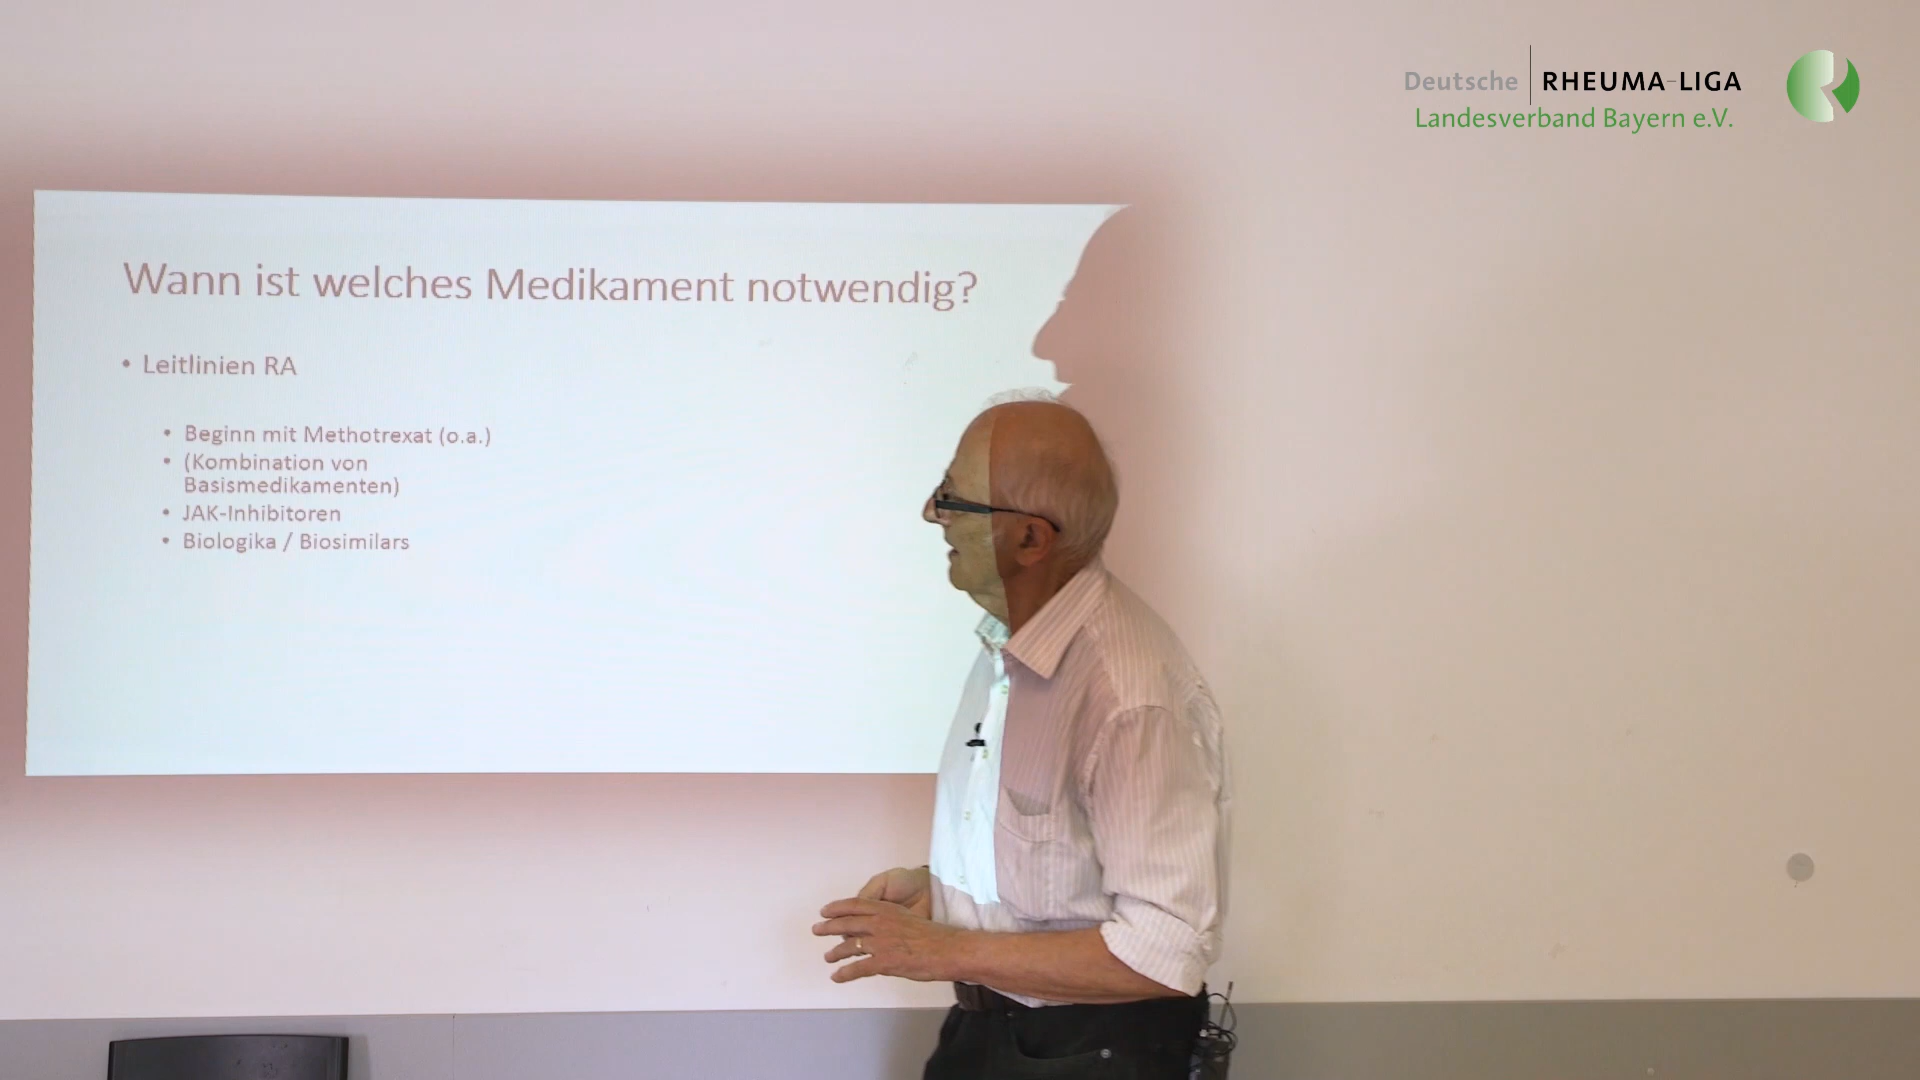 Deutsche RHEUMA-LIGA
Landesverband Bayern e.V.
Wann ist welches Medikament notwendig?
• Leitlinien RA
• Beginn mit Methotrexat (o.a.)
• (Kombination von
Basismedikamenten)
• JAK-Inhibitoren
• Biologika / Biosimilars